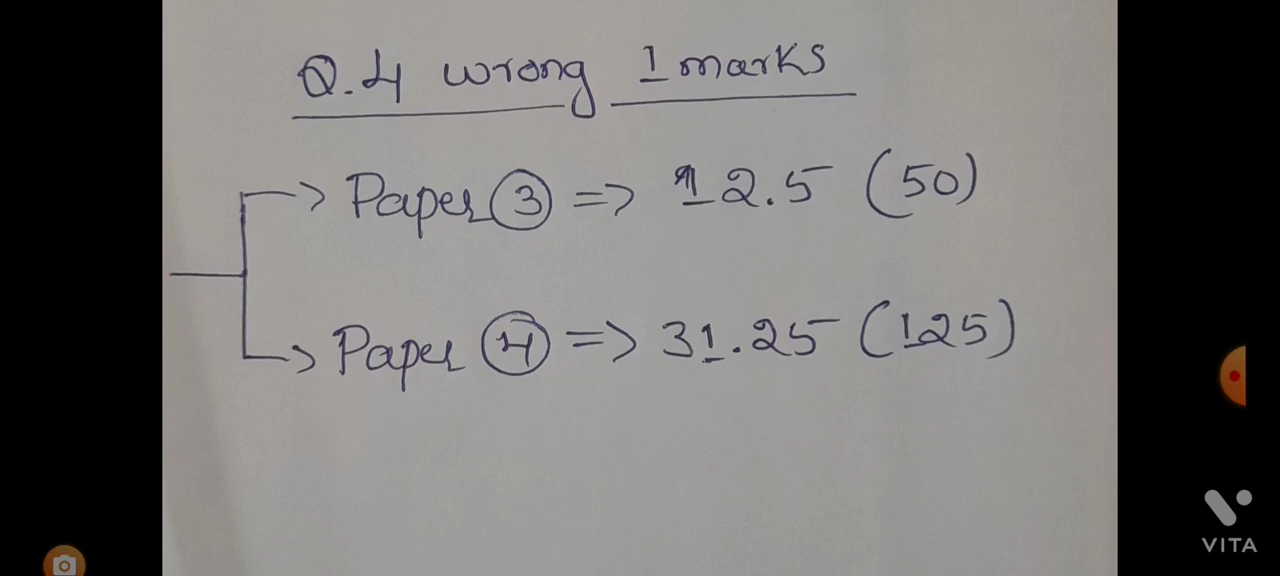 Q.4 wrong 1 marks
Paper 3 => 12.5 (50)
Paper 4 => 31.25 (125)
VITA